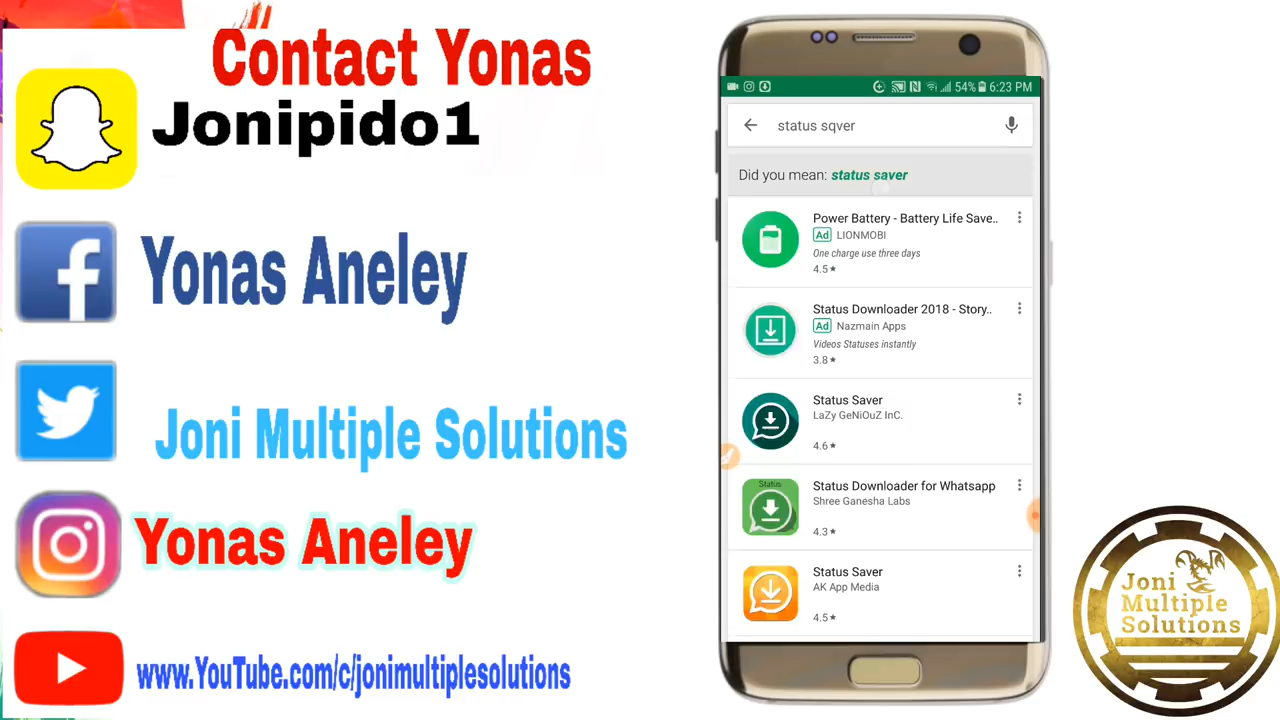 Contact Yonas
Jonipido1
Yonas Aneley
Joni Multiple Solutions
Yonas Aneley
www.YouTube.com/c/jonimultiplesolutions
54% 6:23 PM
status sqver
Did you mean: status saver
Power Battery - Battery Life Save..
Ad LIONMOBI
One charge use three days
4.5★
Status Downloader 2018 - Story..
Ad Nazmain Apps
Videos Statuses instantly
3.8★
Status Saver
LaZy GeNiOuZ InC.
4.6★
Status
Status Downloader for Whatsapp
Shree Ganesha Labs
4.3★
Status Saver
AK App Media
4.5★
Joni
Multiple
Solutions